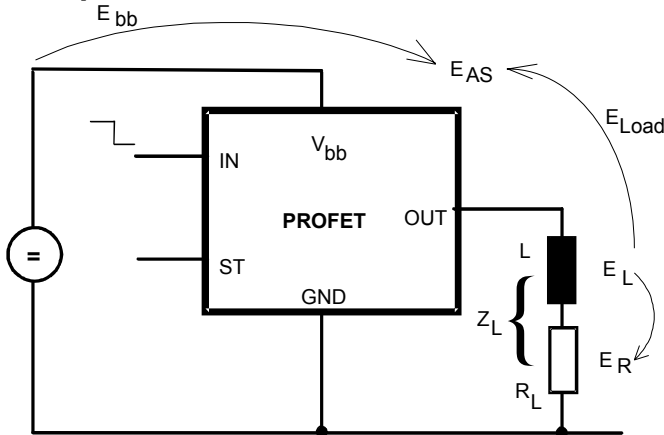 E bb
E AS
E Load
V bb
IN
PROFET
OUT
ST
GND
=
L
E L
Z L {
E R
R L